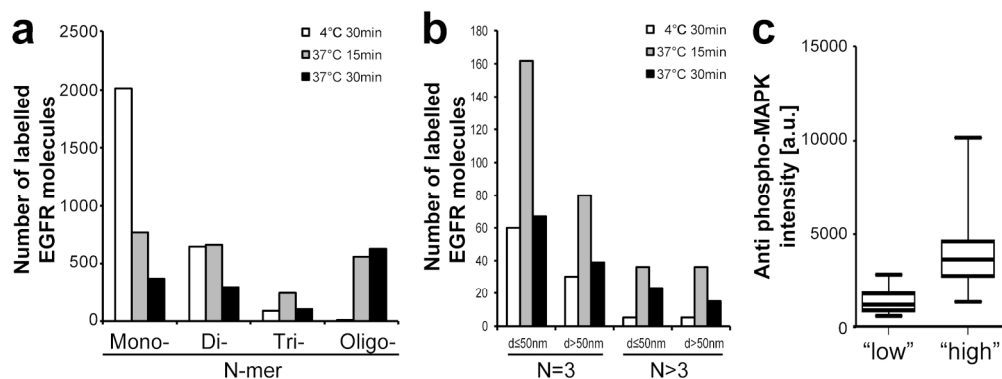 a
Number of labelled
EGFR molecules
2500
2000
1500
1000
500
0
4°C 30min
37°C 15min
37°C 30min
Mono- Di- Tri- Oligo-
N-mer
b
Number of labelled
EGFR molecules
180
160
140
120
100
80
60
40
20
0
4°C 30min
37°C 15min
37°C 30min
d≤50nm d>50nm d≤50nm d>50nm
N=3 N>3
c
Anti phospho-MAPK
intensity [a.u.]
15000
10000
5000
0
"low" "high"